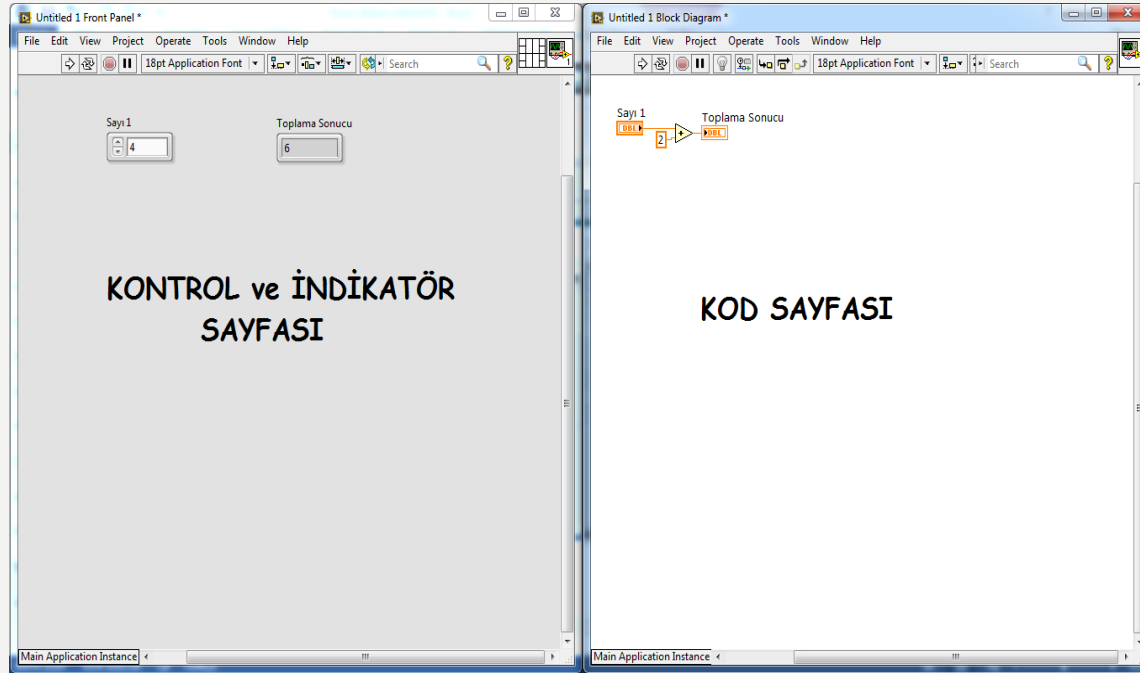 Untitled 1 Front Panel *
File Edit View Project Operate Tools Window Help
18pt Application Font
Search
1
Sayı 1
Toplama Sonucu
4
6
KONTROL ve İNDİKATÖR
SAYFASI
Main Application Instance
Untitled 1 Block Diagram *
File Edit View Project Operate Tools Window Help
18pt Application Font
Search
Sayı 1
Toplama Sonucu
DBL
2
DBL
KOD SAYFASI
Main Application Instance